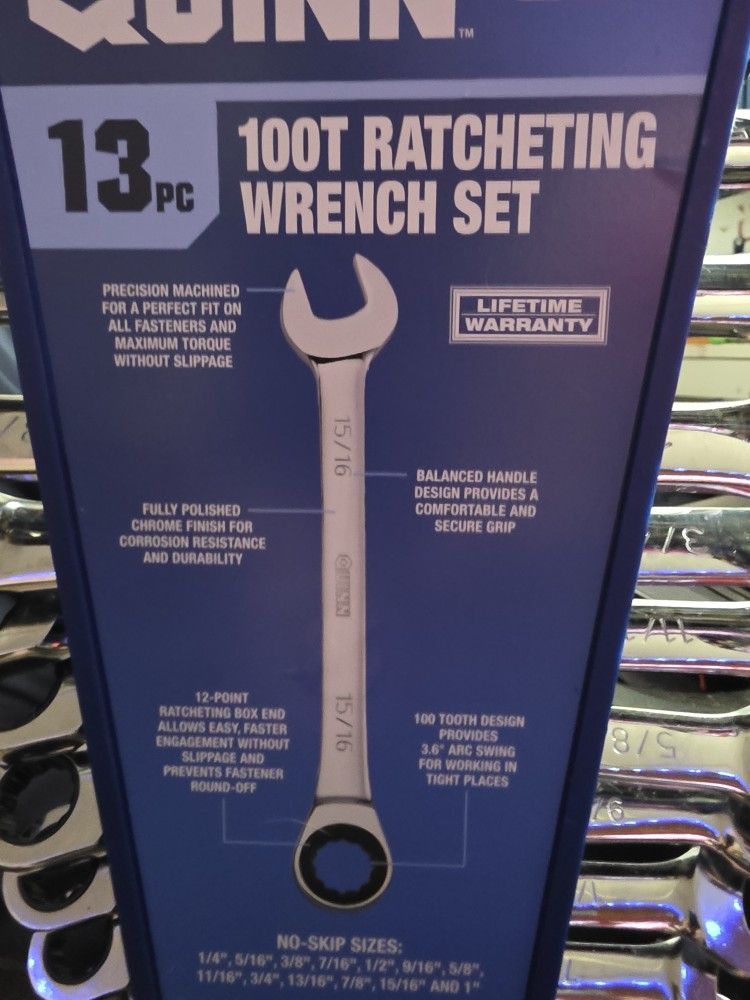 QUINN™
13PC
100T RATCHETING
WRENCH SET
PRECISION MACHINED
FOR A PERFECT FIT ON
ALL FASTENERS AND
MAXIMUM TORQUE
WITHOUT SLIPPAGE
LIFETIME
WARRANTY
15/16
BALANCED HANDLE
DESIGN PROVIDES A
COMFORTABLE AND
SECURE GRIP
FULLY POLISHED
CHROME FINISH FOR
CORROSION RESISTANCE
AND DURABILITY
QUINN
15/16
12-POINT
RATCHETING BOX END
ALLOWS EASY, FASTER
ENGAGEMENT WITHOUT
SLIPPAGE AND
PREVENTS FASTENER
ROUND-OFF
100 TOOTH DESIGN
PROVIDES
3.6° ARC SWING
FOR WORKING IN
TIGHT PLACES
NO-SKIP SIZES:
1/4", 5/16", 3/8", 7/16", 1/2", 9/16", 5/8",
11/16", 3/4", 13/16", 7/8", 15/16" AND 1"
5/8